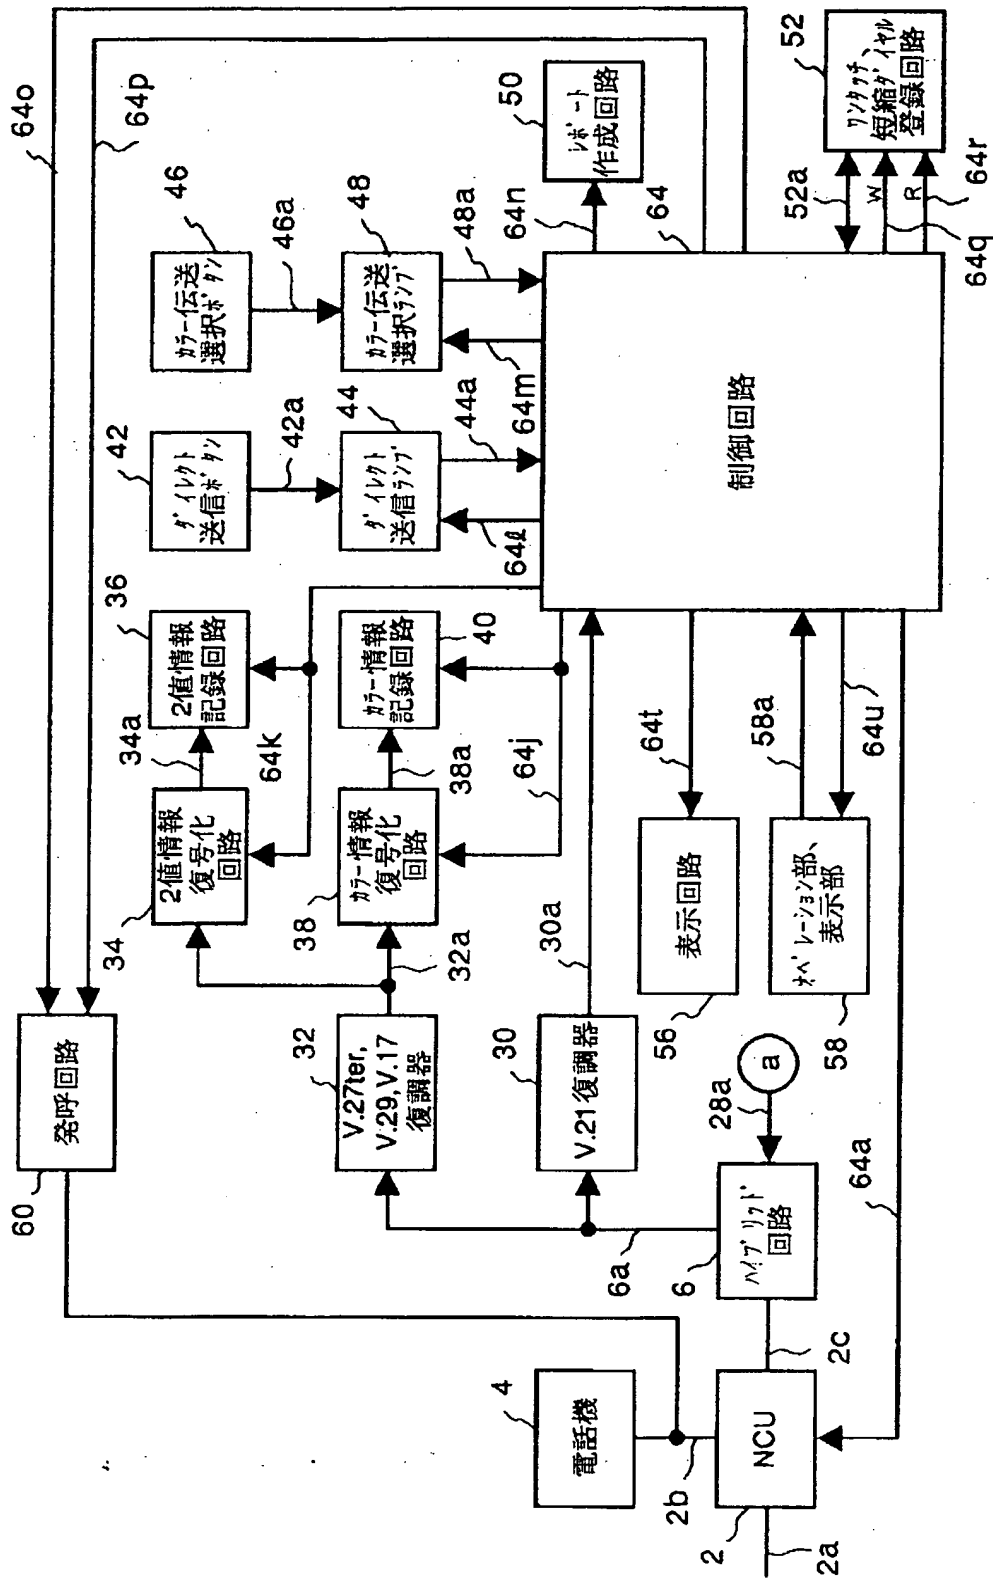 64o
64p
発呼回路
60
46
カラー伝送
選択ボタン
46a
48
カラー伝送
選択ランプ
48a
64m
42
ダイレクト
送信ボタン
42a
44
ダイレクト
送信ランプ
44a
64ℓ
50
レポート
作成回路
64n
64
52
ワンタッチ、
短縮ダイヤル
登録回路
52a
W
R
64r
64q
制御回路
36
2値情報
記録回路
34a
34
2値情報
復号化
回路
64k
40
カラー情報
記録回路
38a
38
カラー情報
復号化
回路
64j
32a
32
V.27ter,
V.29,V.17
復調器
30
V.21復調器
30a
64t
表示回路
56
58a
オペレーション部、
表示部
58
64u
a
28a
64a
ハイブリッド
回路
6
6a
2c
4
電話機
2b
NCU
2
2a